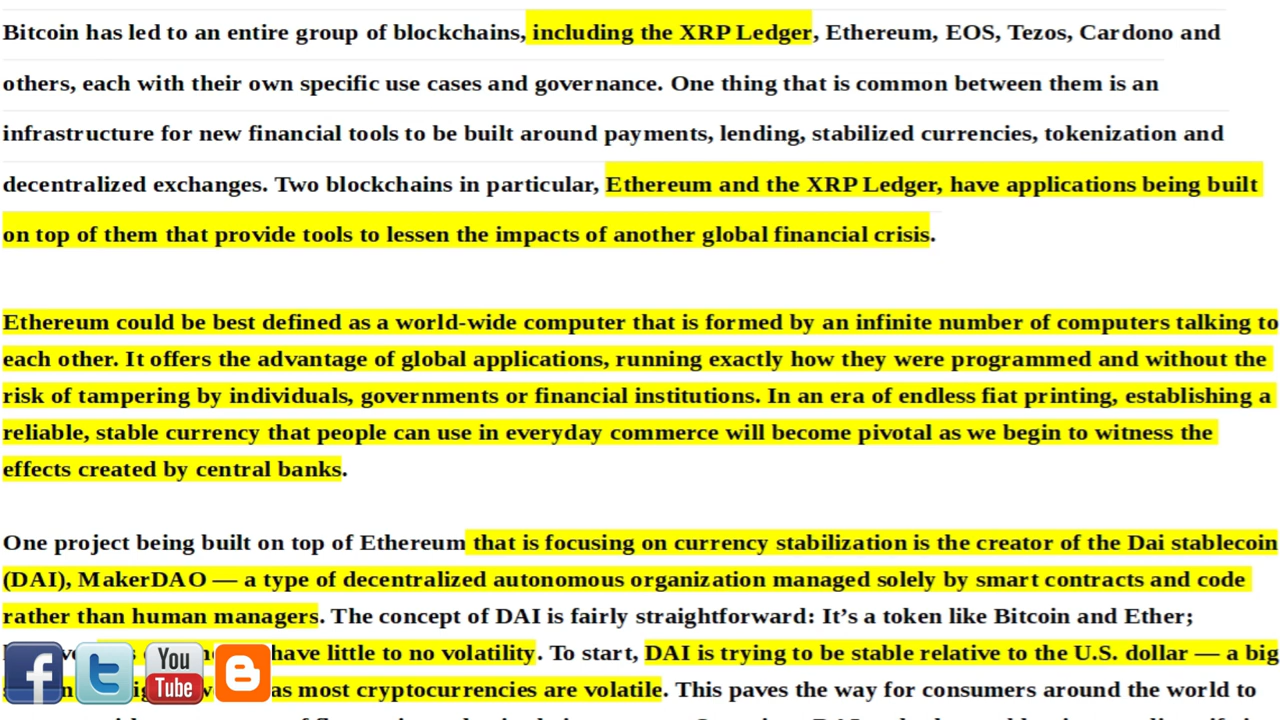 Bitcoin has led to an entire group of blockchains, including the XRP Ledger, Ethereum, EOS, Tezos, Cardono and
others, each with their own specific use cases and governance. One thing that is common between them is an
infrastructure for new financial tools to be built around payments, lending, stabilized currencies, tokenization and
decentralized exchanges. Two blockchains in particular, Ethereum and the XRP Ledger, have applications being built
on top of them that provide tools to lessen the impacts of another global financial crisis.
Ethereum could be best defined as a world-wide computer that is formed by an infinite number of computers talking to
each other. It offers the advantage of global applications, running exactly how they were programmed and without the
risk of tampering by individuals, governments or financial institutions. In an era of endless fiat printing, establishing a
reliable, stable currency that people can use in everyday commerce will become pivotal as we begin to witness the
effects created by central banks.
One project being built on top of Ethereum that is focusing on currency stabilization is the creator of the Dai stablecoin
(DAI), MakerDAO — a type of decentralized autonomous organization managed solely by smart contracts and code
rather than human managers. The concept of DAI is fairly straightforward: It’s a token like Bitcoin and Ether;
have little to no volatility. To start, DAI is trying to be stable relative to the U.S. dollar — a big
as most cryptocurrencies are volatile. This paves the way for consumers around the world to
You
Tube